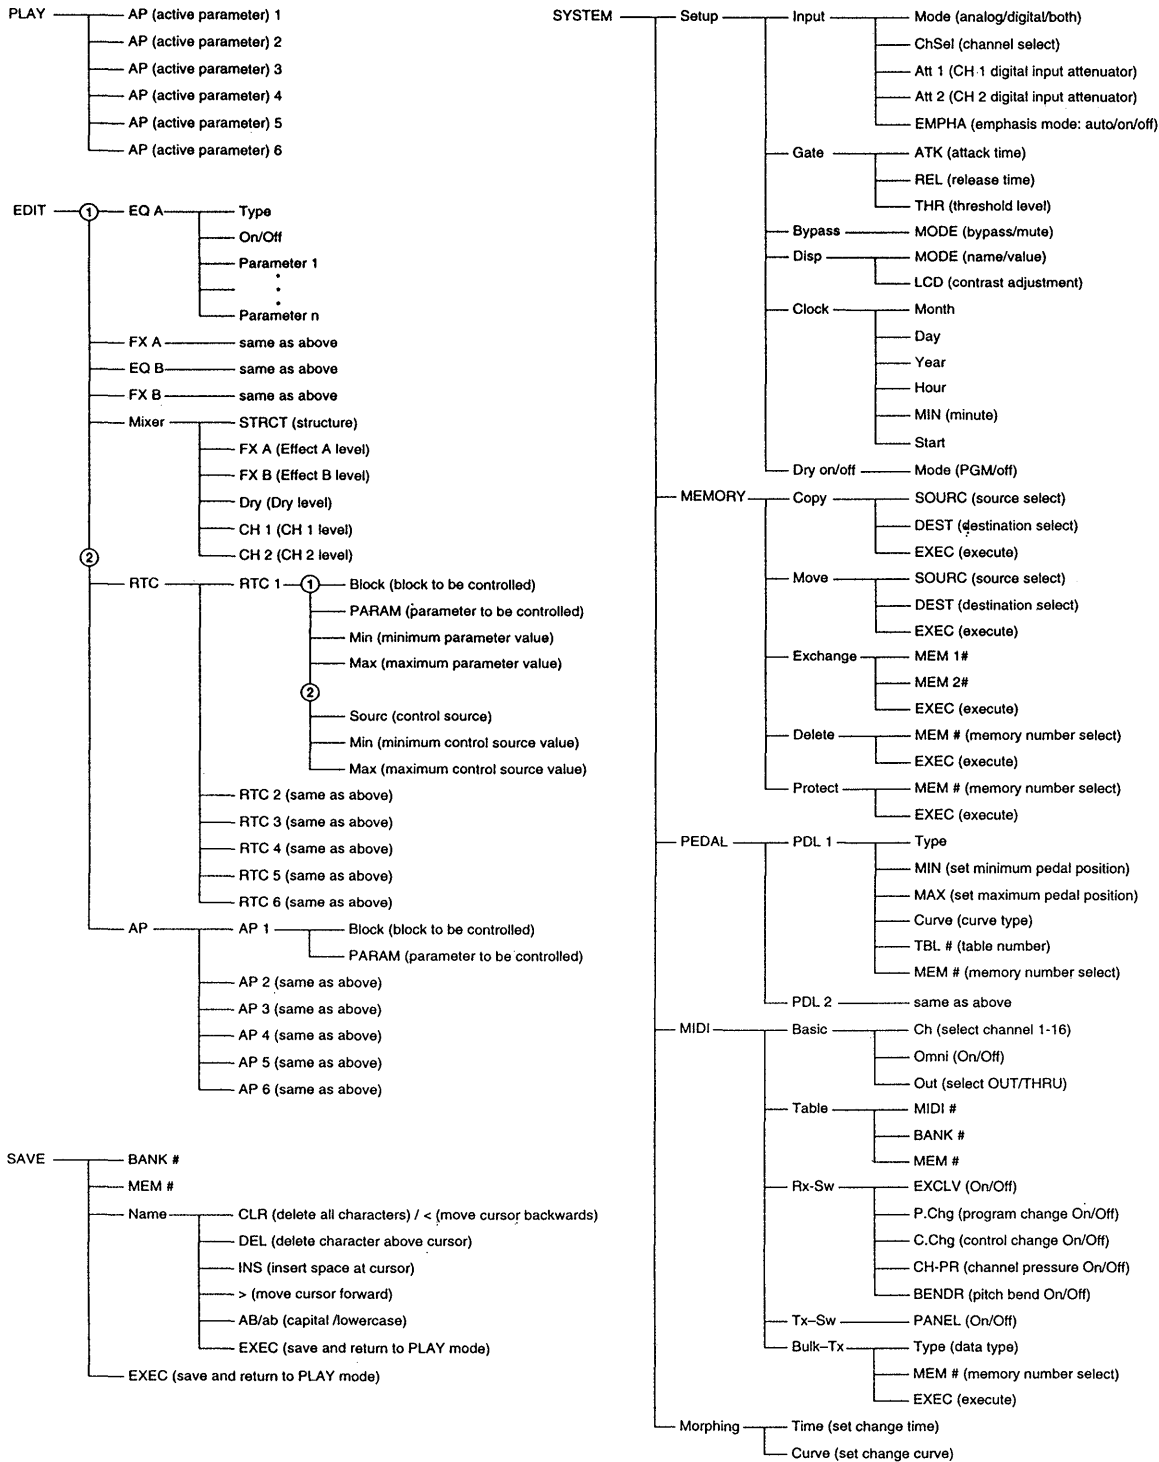 PLAY AP (active parameter) 1
AP (active parameter) 2
AP (active parameter) 3
AP (active parameter) 4
AP (active parameter) 5
AP (active parameter) 6
EDIT 1 EQ A Type
On/Off
Parameter 1
Parameter n
FX A same as above
EQ B same as above
FX B same as above
Mixer STRCT (structure)
FX A (Effect A level)
FX B (Effect B level)
Dry (Dry level)
CH 1 (CH 1 level)
CH 2 (CH 2 level)
2
RTC RTC 1 1 Block (block to be controlled)
PARAM (parameter to be controlled)
Min (minimum parameter value)
Max (maximum parameter value)
2
Sourc (control source)
Min (minimum control source value)
Max (maximum control source value)
RTC 2 (same as above)
RTC 3 (same as above)
RTC 4 (same as above)
RTC 5 (same as above)
RTC 6 (same as above)
AP AP 1 Block (block to be controlled)
PARAM (parameter to be controlled)
AP 2 (same as above)
AP 3 (same as above)
AP 4 (same as above)
AP 5 (same as above)
AP 6 (same as above)
SAVE BANK #
MEM #
Name CLR (delete all characters) / < (move cursor backwards)
DEL (delete character above cursor)
INS (insert space at cursor)
> (move cursor forward)
AB/ab (capital /lowercase)
EXEC (save and return to PLAY mode)
EXEC (save and return to PLAY mode)
SYSTEM Setup Input Mode (analog/digital/both)
ChSel (channel select)
Att 1 (CH 1 digital input attenuator)
Att 2 (CH 2 digital input attenuator)
EMPHA (emphasis mode: auto/on/off)
Gate ATK (attack time)
REL (release time)
THR (threshold level)
Bypass MODE (bypass/mute)
Disp MODE (name/value)
LCD (contrast adjustment)
Clock Month
Day
Year
Hour
MIN (minute)
Start
Dry on/off Mode (PGM/off)
MEMORY Copy SOURC (source select)
DEST (destination select)
EXEC (execute)
Move SOURC (source select)
DEST (destination select)
EXEC (execute)
Exchange MEM 1#
MEM 2#
EXEC (execute)
Delete MEM # (memory number select)
EXEC (execute)
Protect MEM # (memory number select)
EXEC (execute)
PEDAL PDL 1 Type
MIN (set minimum pedal position)
MAX (set maximum pedal position)
Curve (curve type)
TBL # (table number)
MEM # (memory number select)
PDL 2 same as above
MIDI Basic Ch (select channel 1-16)
Omni (On/Off)
Out (select OUT/THRU)
Table MIDI #
BANK #
MEM #
Rx-Sw EXCLV (On/Off)
P.Chg (program change On/Off)
C.Chg (control change On/Off)
CH-PR (channel pressure On/Off)
BENDR (pitch bend On/Off)
Tx–Sw PANEL (On/Off)
Bulk–Tx Type (data type)
MEM # (memory number select)
EXEC (execute)
Morphing Time (set change time)
Curve (set change curve)